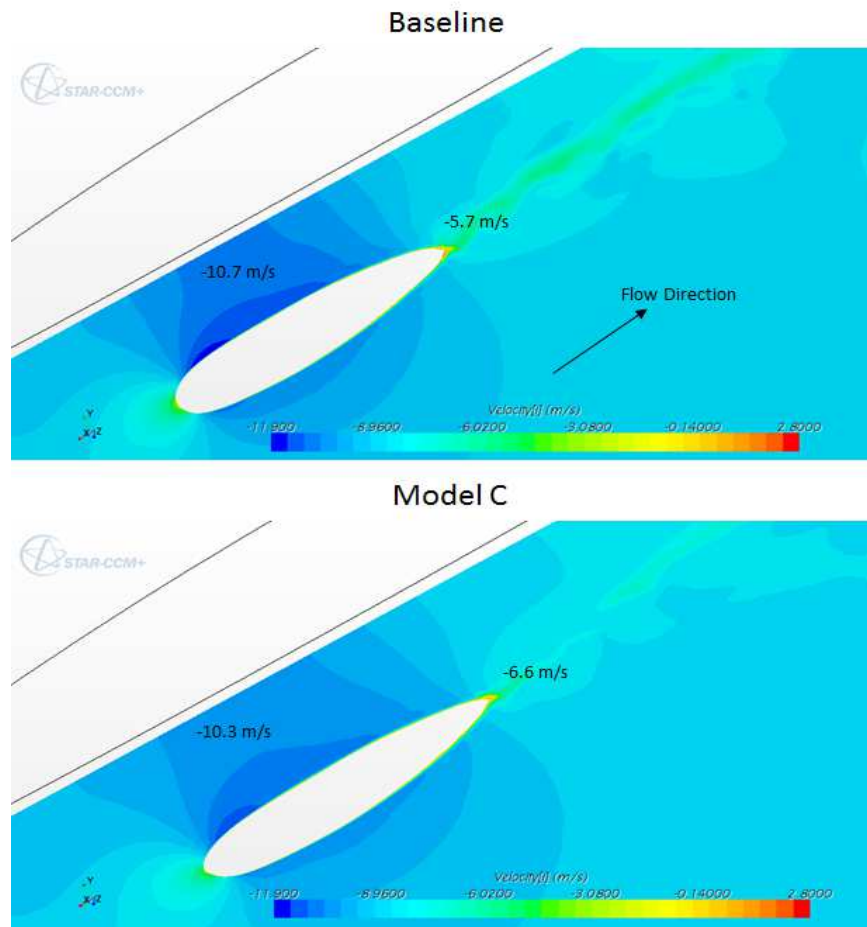 Baseline
STAR-CCM+
-5.7 m/s
-10.7 m/s
Flow Direction
Velocity[i] (m/s)
-11.900 -8.9600 -6.0200 -3.0800 -0.14000 2.8000
Y
X Z
Model C
STAR-CCM+
-6.6 m/s
-10.3 m/s
Y
X Z
Velocity[i] (m/s)
-11.900 -8.9600 -6.0200 -3.0800 -0.14000 2.8000